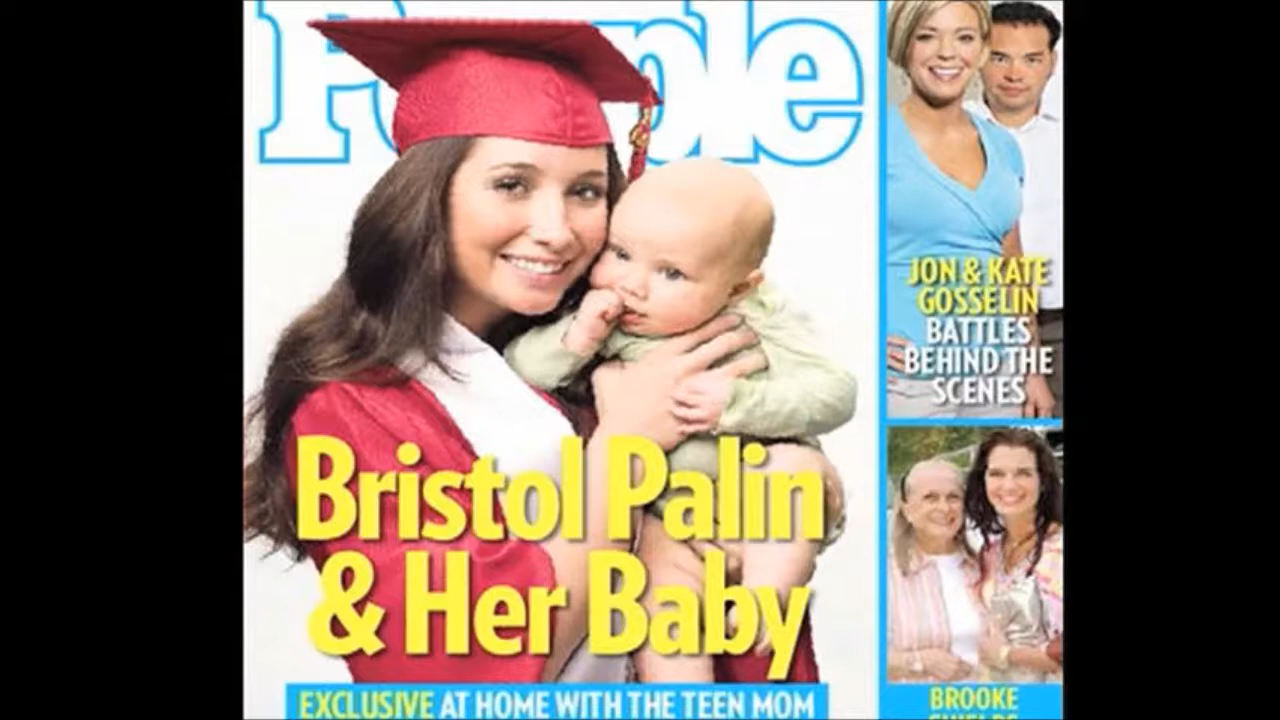 People
JON & KATE
GOSSELIN
BATTLES
BEHIND THE
SCENES
Bristol Palin
& Her Baby
EXCLUSIVE AT HOME WITH THE TEEN MOM
BROOKE
SHIELDS